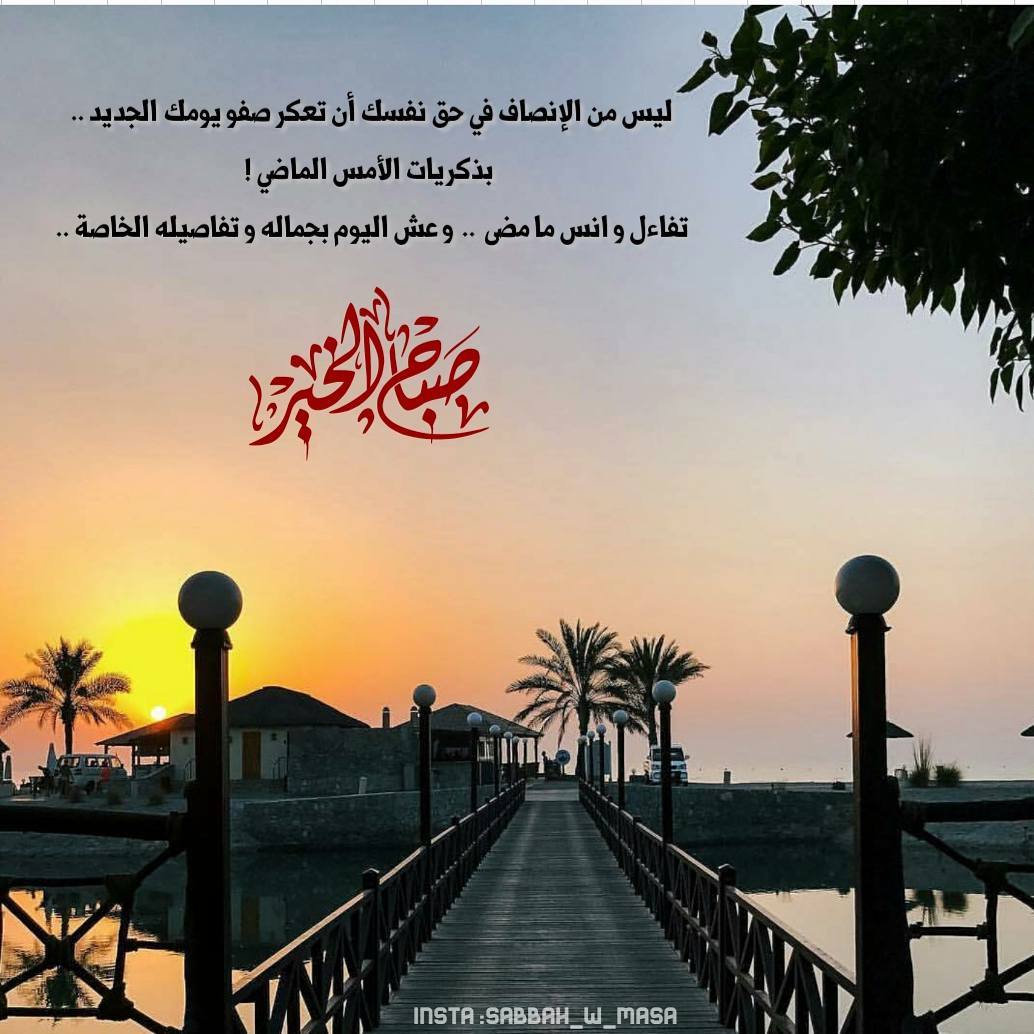 ليس من الإنصاف في حق نفسك أن تعكر صفو يومك الجديد ..
بذكريات الأمس الماضي !
تفاءل و انس ما مضى .. وعش اليوم بجماله و تفاصيله الخاصة ..
صباح الخير
INSTA :SABBAH_W_MASA